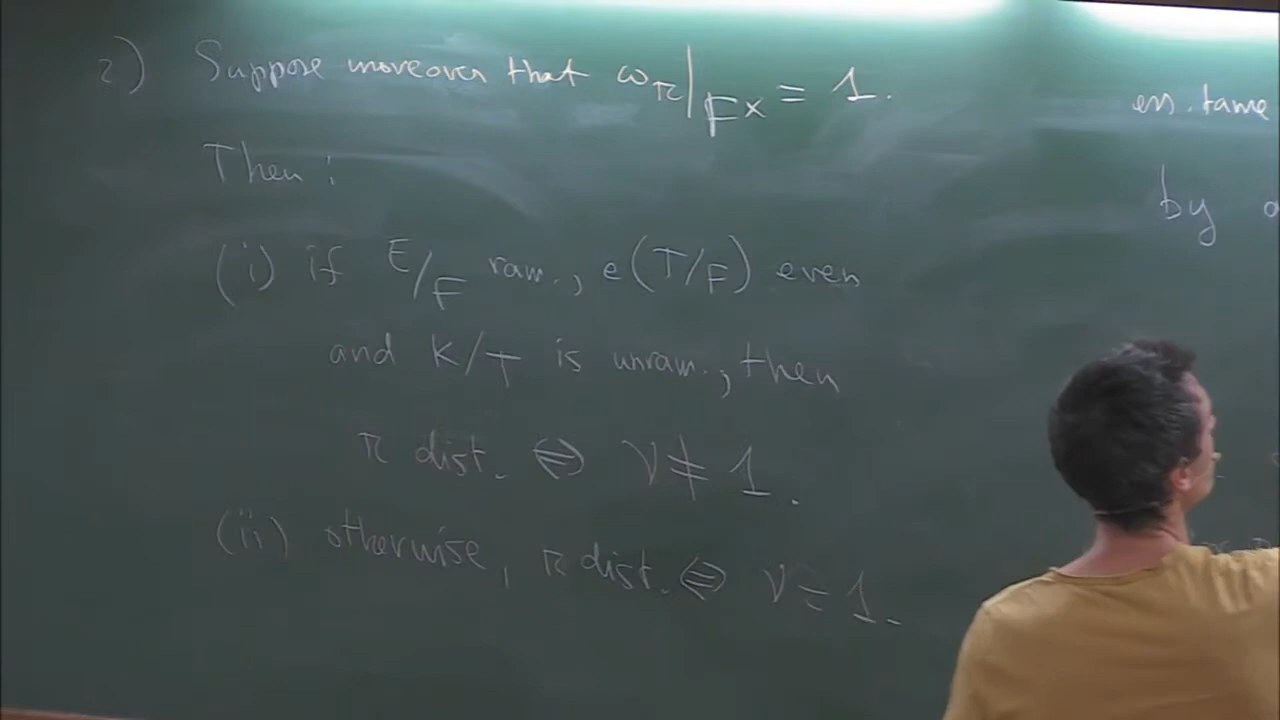 2) Suppose moreover that ω_π|_{F×} = 1.
Then:
(i) if E/F ram., e(T/F) even
and K/T is unram., then
π dist. ⇔ ν ≠ 1.
(ii) otherwise, π dist. ⇔ ν = 1.
es. tame
by